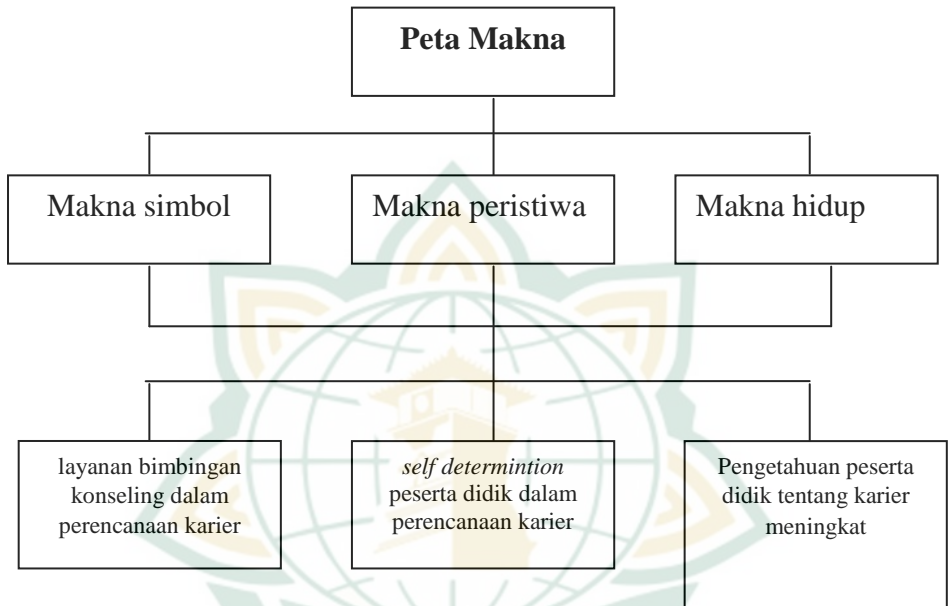 Peta Makna
Makna simbol
Makna peristiwa
Makna hidup
layanan bimbingan
konseling dalam
perencanaan karier
self determintion
peserta didik dalam
perencanaan karier
Pengetahuan peserta
didik tentang karier
meningkat